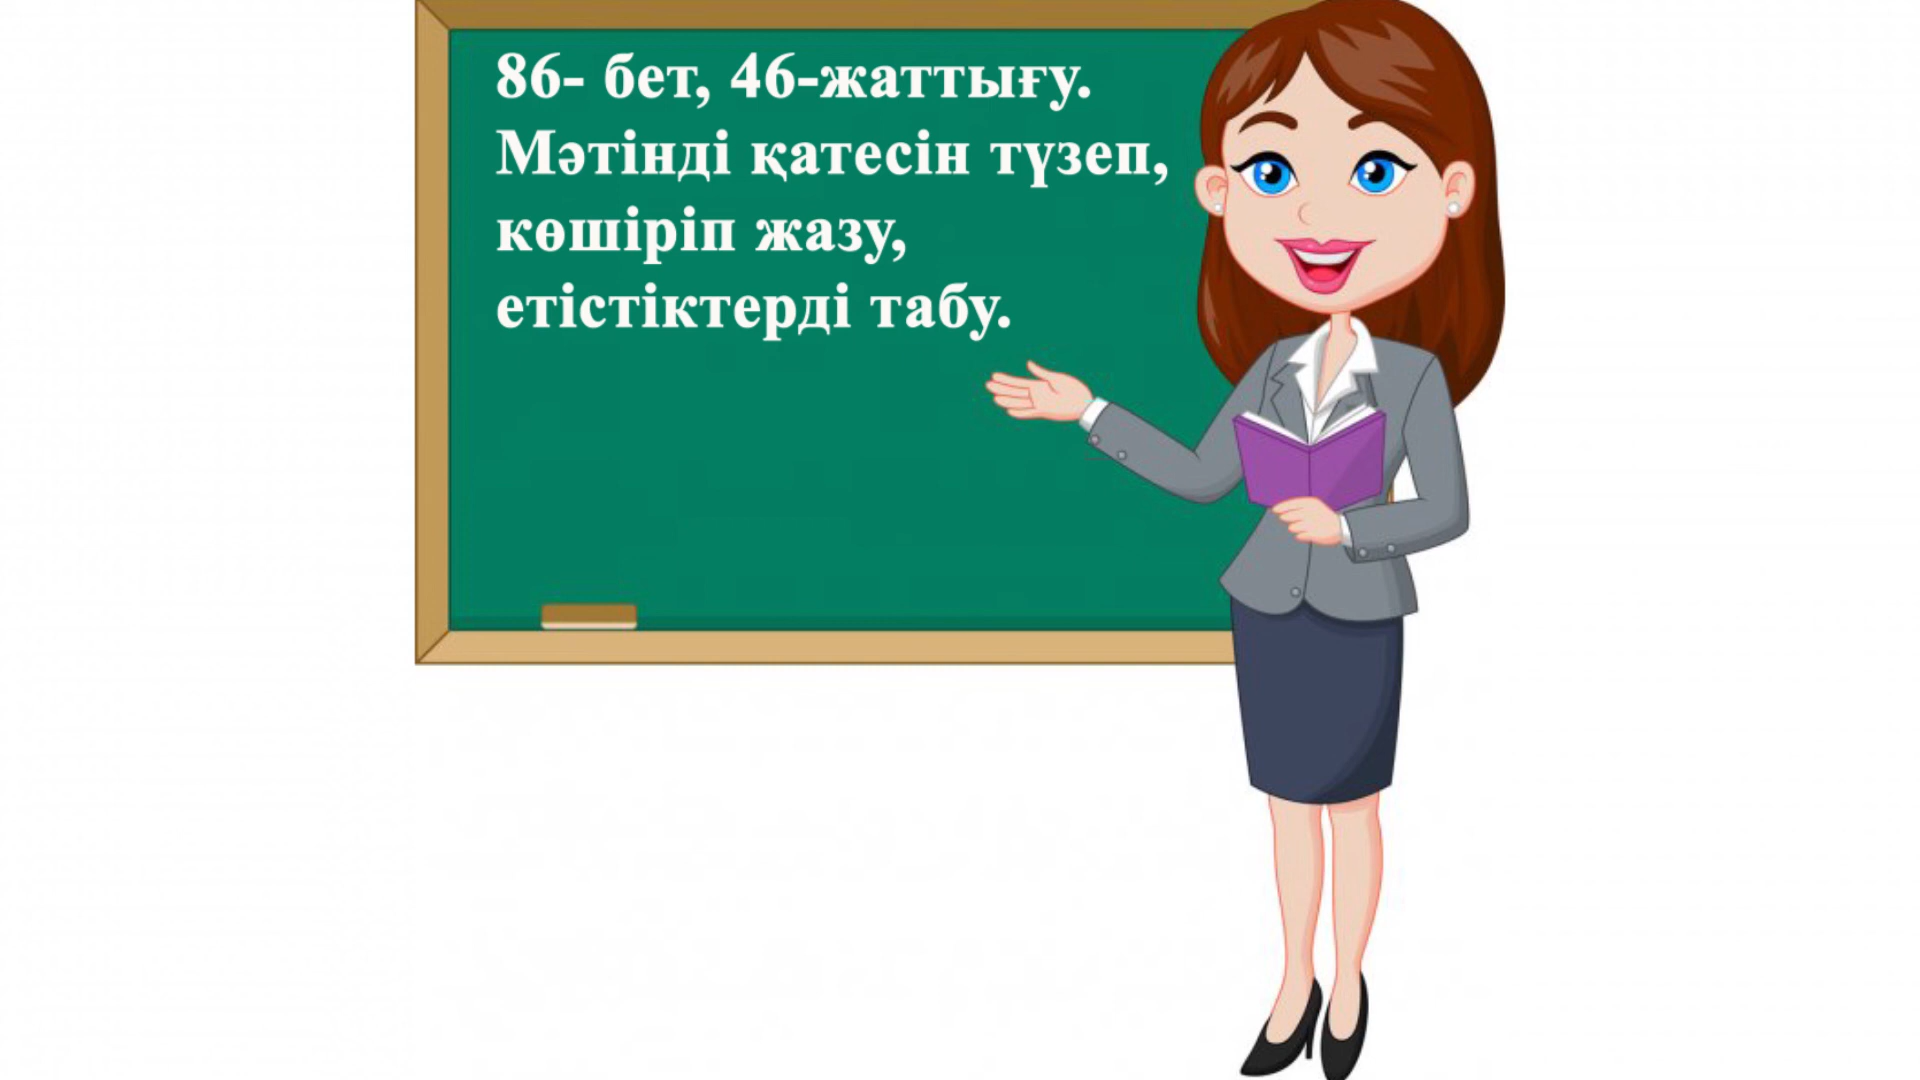 86- бет, 46-жаттығу.
Мәтінді қатесін түзеп,
көшіріп жазу,
етістіктерді табу.